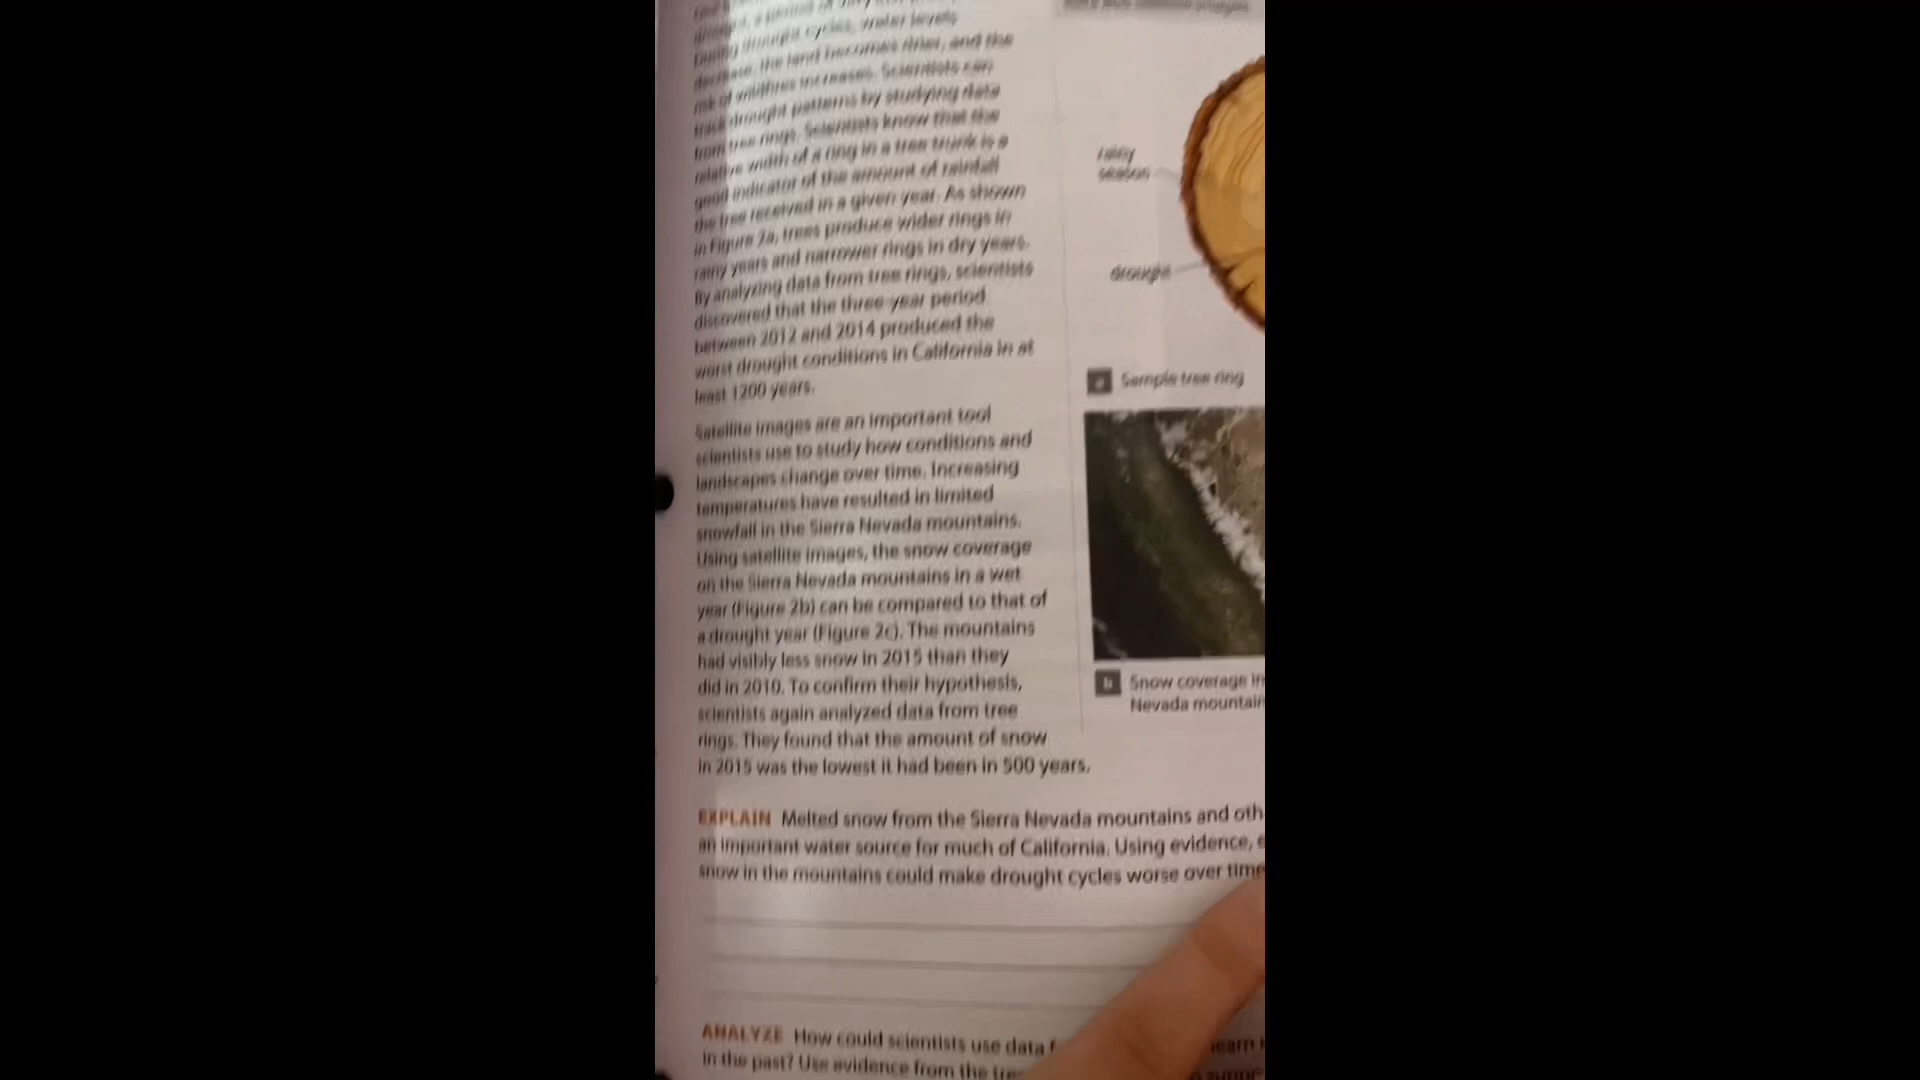 During drought cycles, water levels
decrease, the land becomes drier, and the
risk of wildfires increases. Scientists can
track drought patterns by studying data
from tree rings. Scientists know that the
relative width of a ring in a tree trunk is a
good indicator of the amount of rainfall
the tree received in a given year. As shown
in Figure 2a, trees produce wider rings in
rainy years and narrower rings in dry years.
By analyzing data from tree rings, scientists
discovered that the three-year period
between 2012 and 2014 produced the
worst drought conditions in California in at
least 1200 years.
Satellite images are an important tool
scientists use to study how conditions and
landscapes change over time. Increasing
temperatures have resulted in limited
snowfall in the Sierra Nevada mountains.
Using satellite images, the snow coverage
on the Sierra Nevada mountains in a wet
year (Figure 2b) can be compared to that of
a drought year (Figure 2c). The mountains
had visibly less snow in 2015 than they
did in 2010. To confirm their hypothesis,
scientists again analyzed data from tree
rings. They found that the amount of snow
in 2015 was the lowest it had been in 500 years.
rainy
season
drought
a Sample tree ring
b Snow coverage in
Nevada mountain
EXPLAIN Melted snow from the Sierra Nevada mountains and oth
an important water source for much of California. Using evidence, e
snow in the mountains could make drought cycles worse over time
ANALYZE How could scientists use data f earn
in the past? Use evidence from the tree